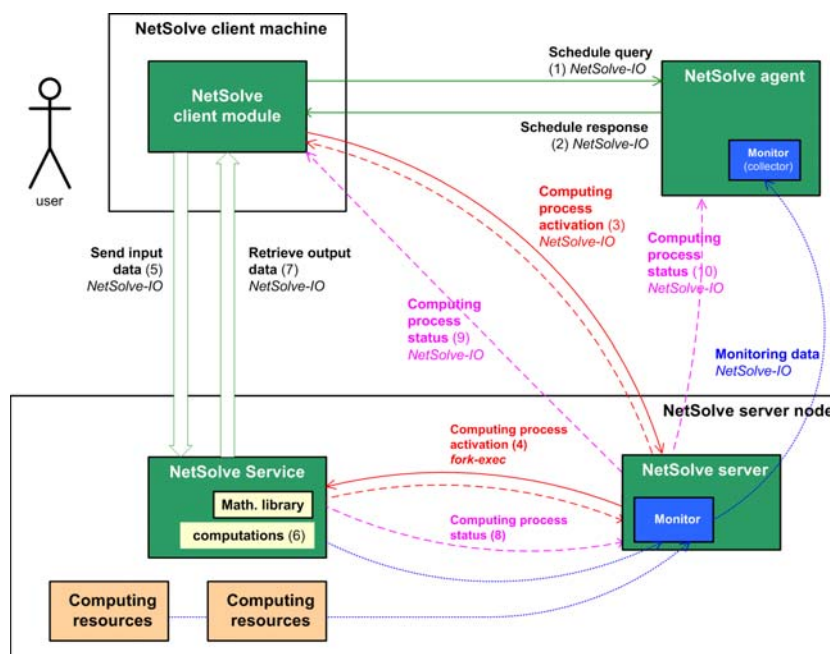 NetSolve client machine
NetSolve
client module
user
Schedule query
(1) NetSolve-IO
Schedule response
(2) NetSolve-IO
NetSolve agent
Monitor
(collector)
Computing
process
activation (3)
NetSolve-IO
Computing
process
status (10)
NetSolve-IO
Send input
data (5)
NetSolve-IO
Retrieve output
data (7)
NetSolve-IO
Computing
process
status (9)
NetSolve-IO
Monitoring data
NetSolve-IO
NetSolve server node
NetSolve Service
Math. library
computations (6)
Computing process
activation (4)
fork-exec
Computing process
status (8)
NetSolve server
Monitor
Computing
resources
Computing
resources